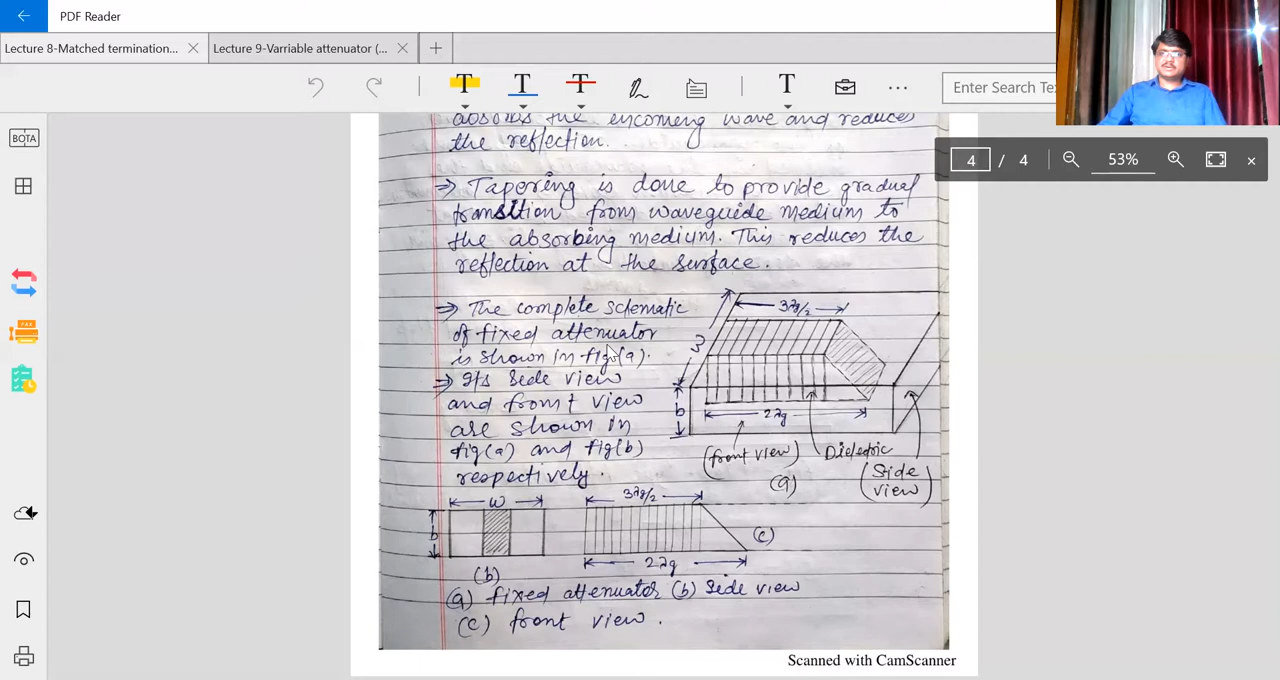 PDF Reader
Lecture 8-Matched termination...
Lecture 9-Varriable attenuator (...
Enter Search Te
BOTA
4 / 4
53%
absorbs the incomeng wave and reduces
the reflection.
⇒ Tapering is done to provide gradual
transition from waveguide medium to
the absorbing medium. This reduces the
reflection at the surface.
⇒ The complete schematic
of fixed attenuator
is shown in fig(a).
⇒ It's side view
and front view
are shown in
fig(a) and fig(b)
respectively.
3λg/2
b
2λg
(front view)
Dielectric
(Side
view)
(a)
w
b
(b)
3λg/2
2λg
(c)
(a) fixed attenuator (b) side view
(c) front view.
Scanned with CamScanner